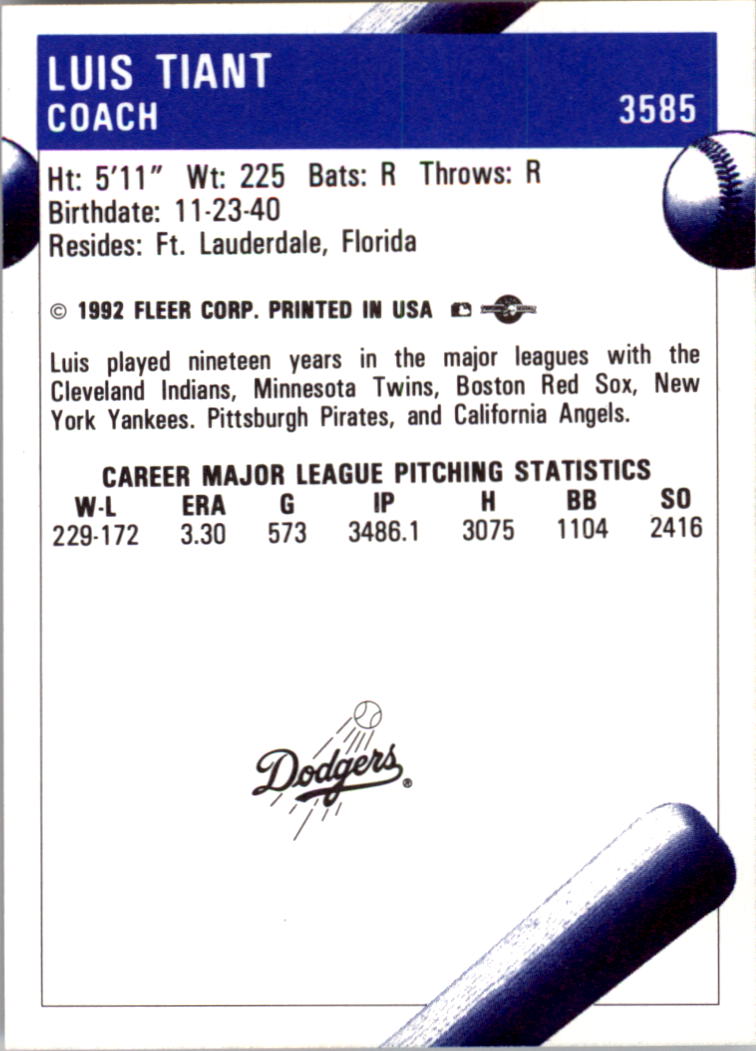 LUIS TIANT
COACH
3585
Ht: 5'11" Wt: 225 Bats: R Throws: R
Birthdate: 11-23-40
Resides: Ft. Lauderdale, Florida
© 1992 FLEER CORP. PRINTED IN USA
Luis played nineteen years in the major leagues with the
Cleveland Indians, Minnesota Twins, Boston Red Sox, New
York Yankees. Pittsburgh Pirates, and California Angels.
CAREER MAJOR LEAGUE PITCHING STATISTICS
W-L ERA G IP H BB SO
229-172 3.30 573 3486.1 3075 1104 2416
Dodgers®